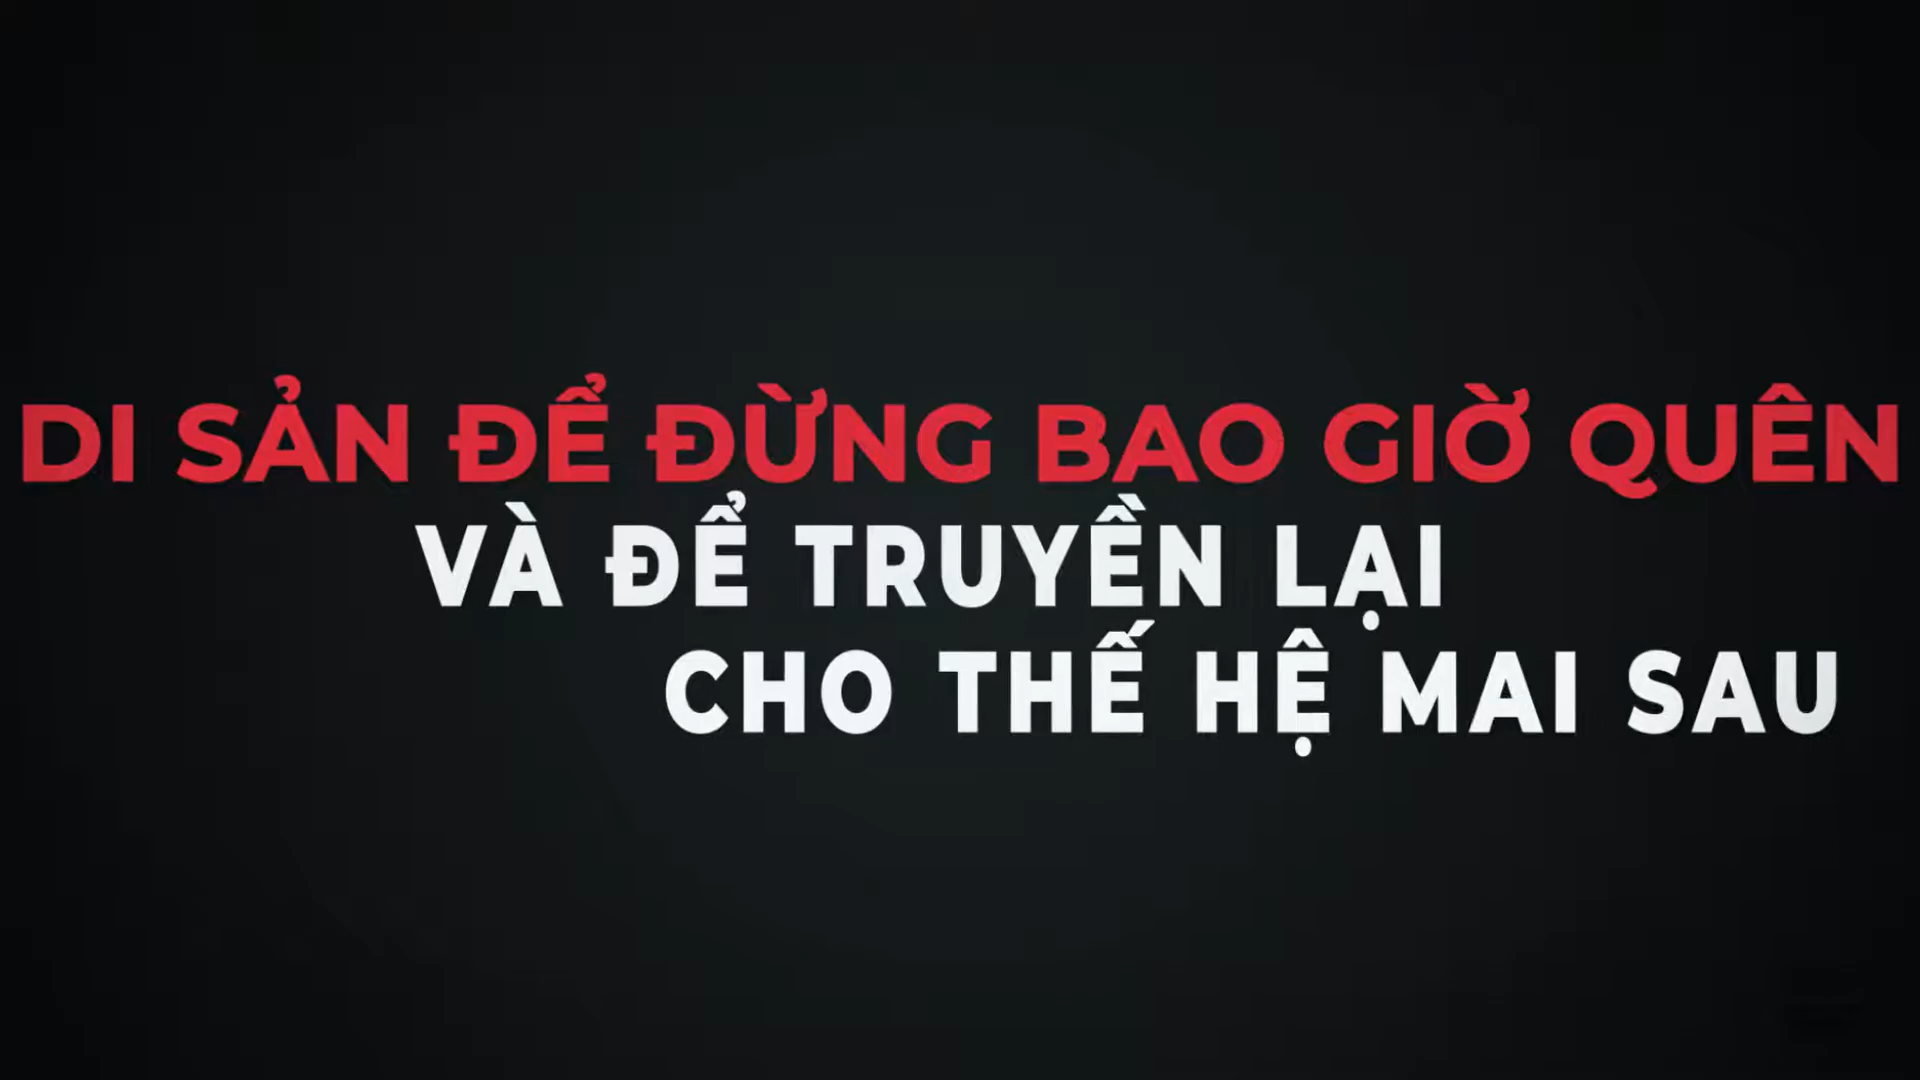 DI SẢN ĐỂ ĐỪNG BAO GIỜ QUÊN
VÀ ĐỂ TRUYỀN LẠI
CHO THẾ HỆ MAI SAU